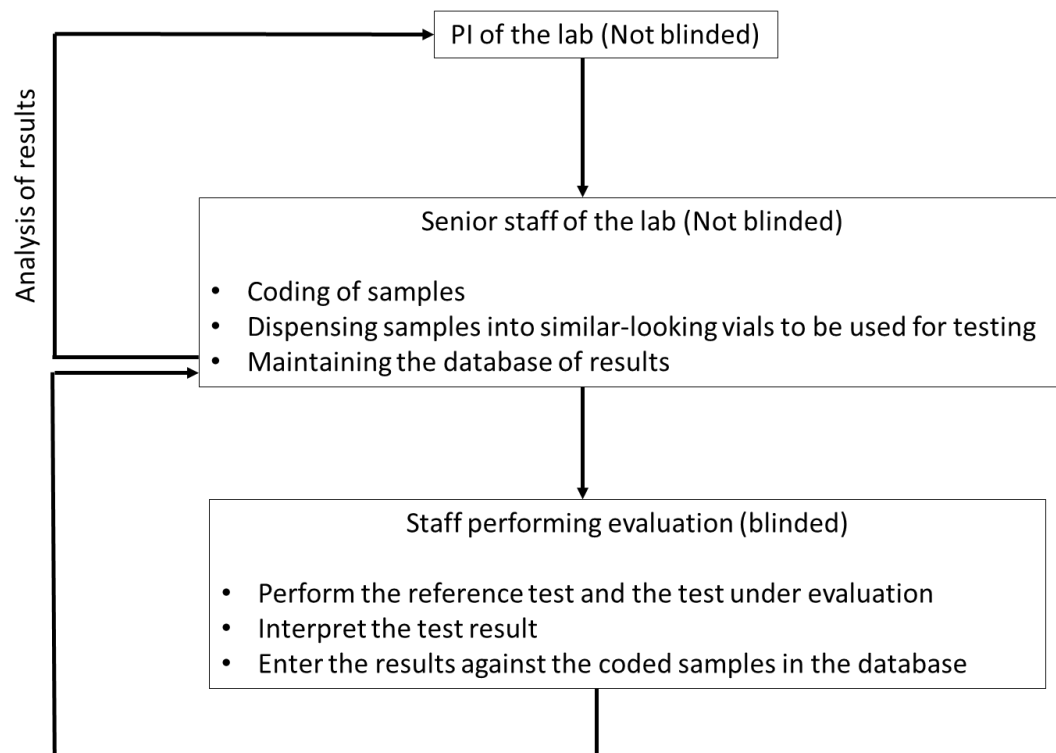 PI of the lab (Not blinded)
Analysis of results
Senior staff of the lab (Not blinded)
• Coding of samples
• Dispensing samples into similar-looking vials to be used for testing
• Maintaining the database of results
Staff performing evaluation (blinded)
• Perform the reference test and the test under evaluation
• Interpret the test result
• Enter the results against the coded samples in the database